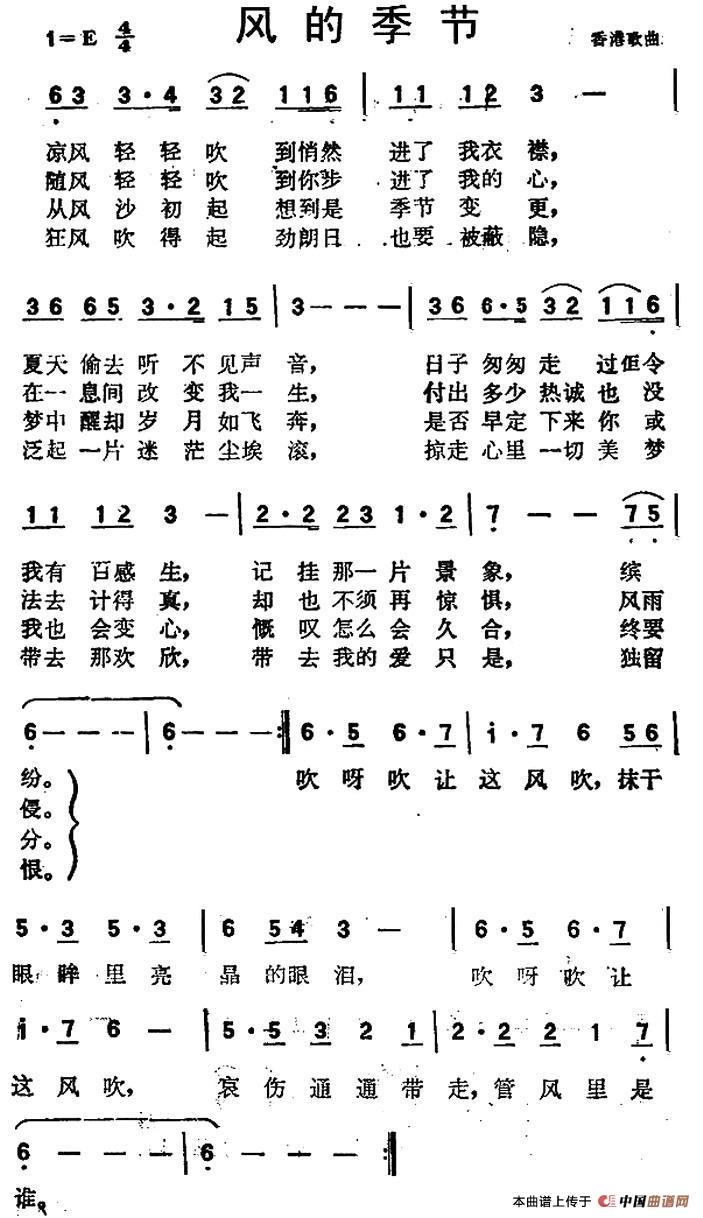 风的季节
1=E 4/4 香港歌曲
63 3·4 32 116 | 11 12 3 — |
凉风轻轻吹到悄然进了我衣襟,
随风轻轻吹到你步进了我的心,
从风沙初起想到是季节变更,
狂风吹得起劲朗日也要被蔽隐,
36 65 3·2 15 | 3 — — — | 36 6·5 32 116 |
夏天偷去听不见声音,日子匆匆走过佢令
在一息间改变我一生,付出多少热诚也没
梦中醒却岁月如飞奔,是否早定下来你或
泛起一片迷茫尘埃滚,掠走心里一切美梦
11 12 3 — | 2·2 23 1·2 | 7 — — 75 |
我有百感生,记挂那一片景象,缤
法去计得真,却也不须再惊惧,风雨
我也会变心,慨叹怎么会久合,终要
带去那欢欣,带去我的爱只是,独留
6 — — — | 6 — — — :‖ 6·5 6·7 | i·7 6 56 |
纷。 吹呀吹让这风吹,抹干
侵。
分。
恨。
5·3 5·3 | 6 54 3 — | 6·5 6·7 |
眼眸里亮晶的眼泪,吹呀吹让
i·7 6 — | 5·5 3 2 1 | 2·2 2 1 7 |
这风吹,哀伤通通带走,管风里是
6 — — — | 6 — — — :‖
谁。
本曲谱上传于 中国曲谱网